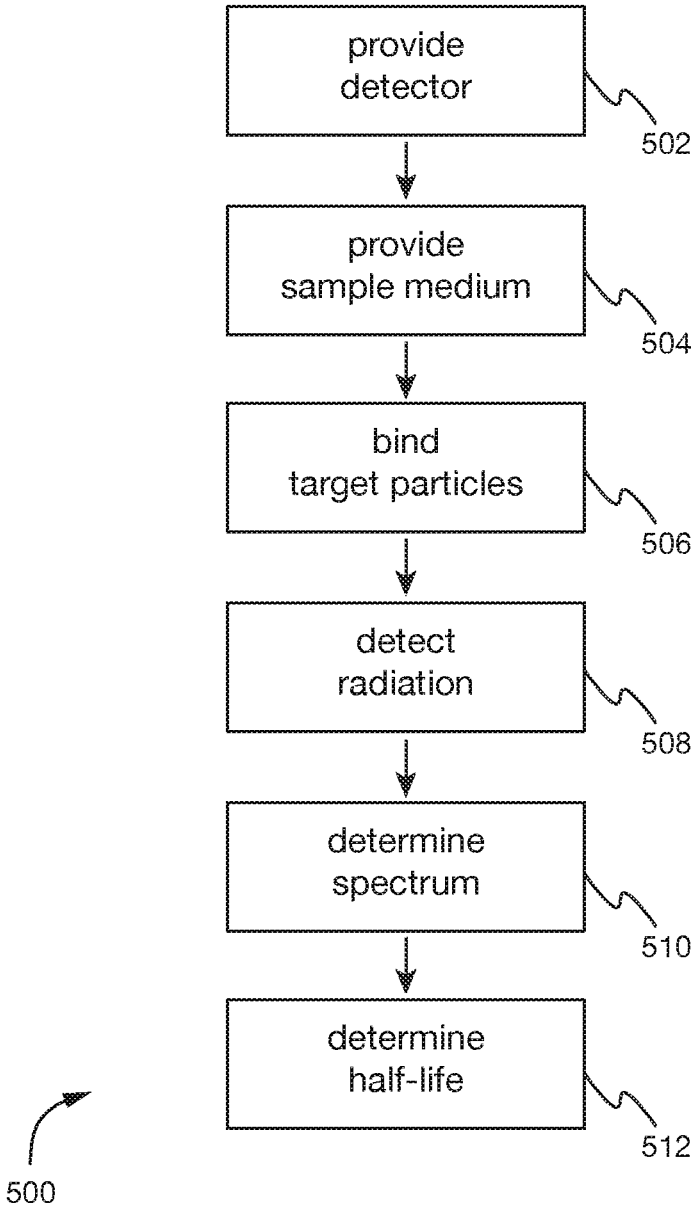 provide
detector
502
provide
sample medium
504
bind
target particles
506
detect
radiation
508
determine
spectrum
510
determine
half-life
512
500